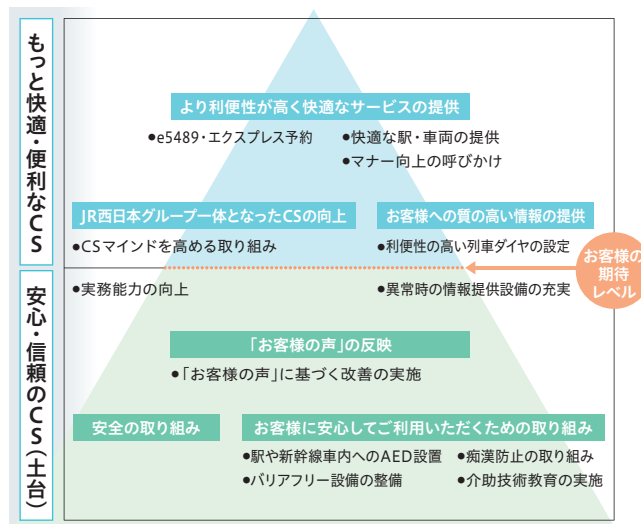 もっと快適・便利なCS
より利便性が高く快適なサービスの提供
●e5489・エクスプレス予約
●快適な駅・車両の提供
●マナー向上の呼びかけ
JR西日本グループ一体となったCSの向上
●CSマインドを高める取り組み
お客様への質の高い情報の提供
●利便性の高い列車ダイヤの設定
お客様の
期待
レベル
安心・信頼のCS(土台)
●実務能力の向上
●異常時の情報提供設備の充実
「お客様の声」の反映
●「お客様の声」に基づく改善の実施
安全の取り組み
お客様に安心してご利用いただくための取り組み
●駅や新幹線車内へのAED設置
●痴漢防止の取り組み
●バリアフリー設備の整備
●介助技術教育の実施